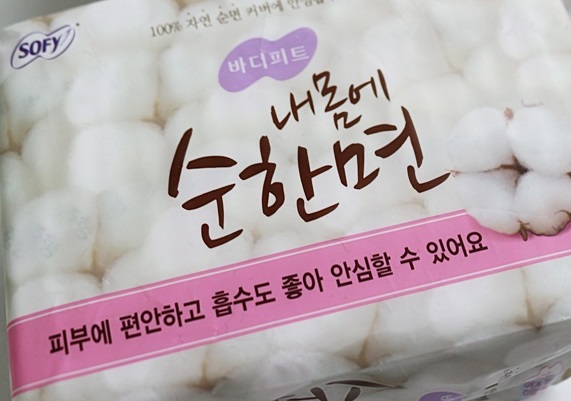 SOFY
100% 자연 순면 커버에 안심
바디피트
내 몸에
순한면
피부에 편안하고 흡수도 좋아 안심할 수 있어요